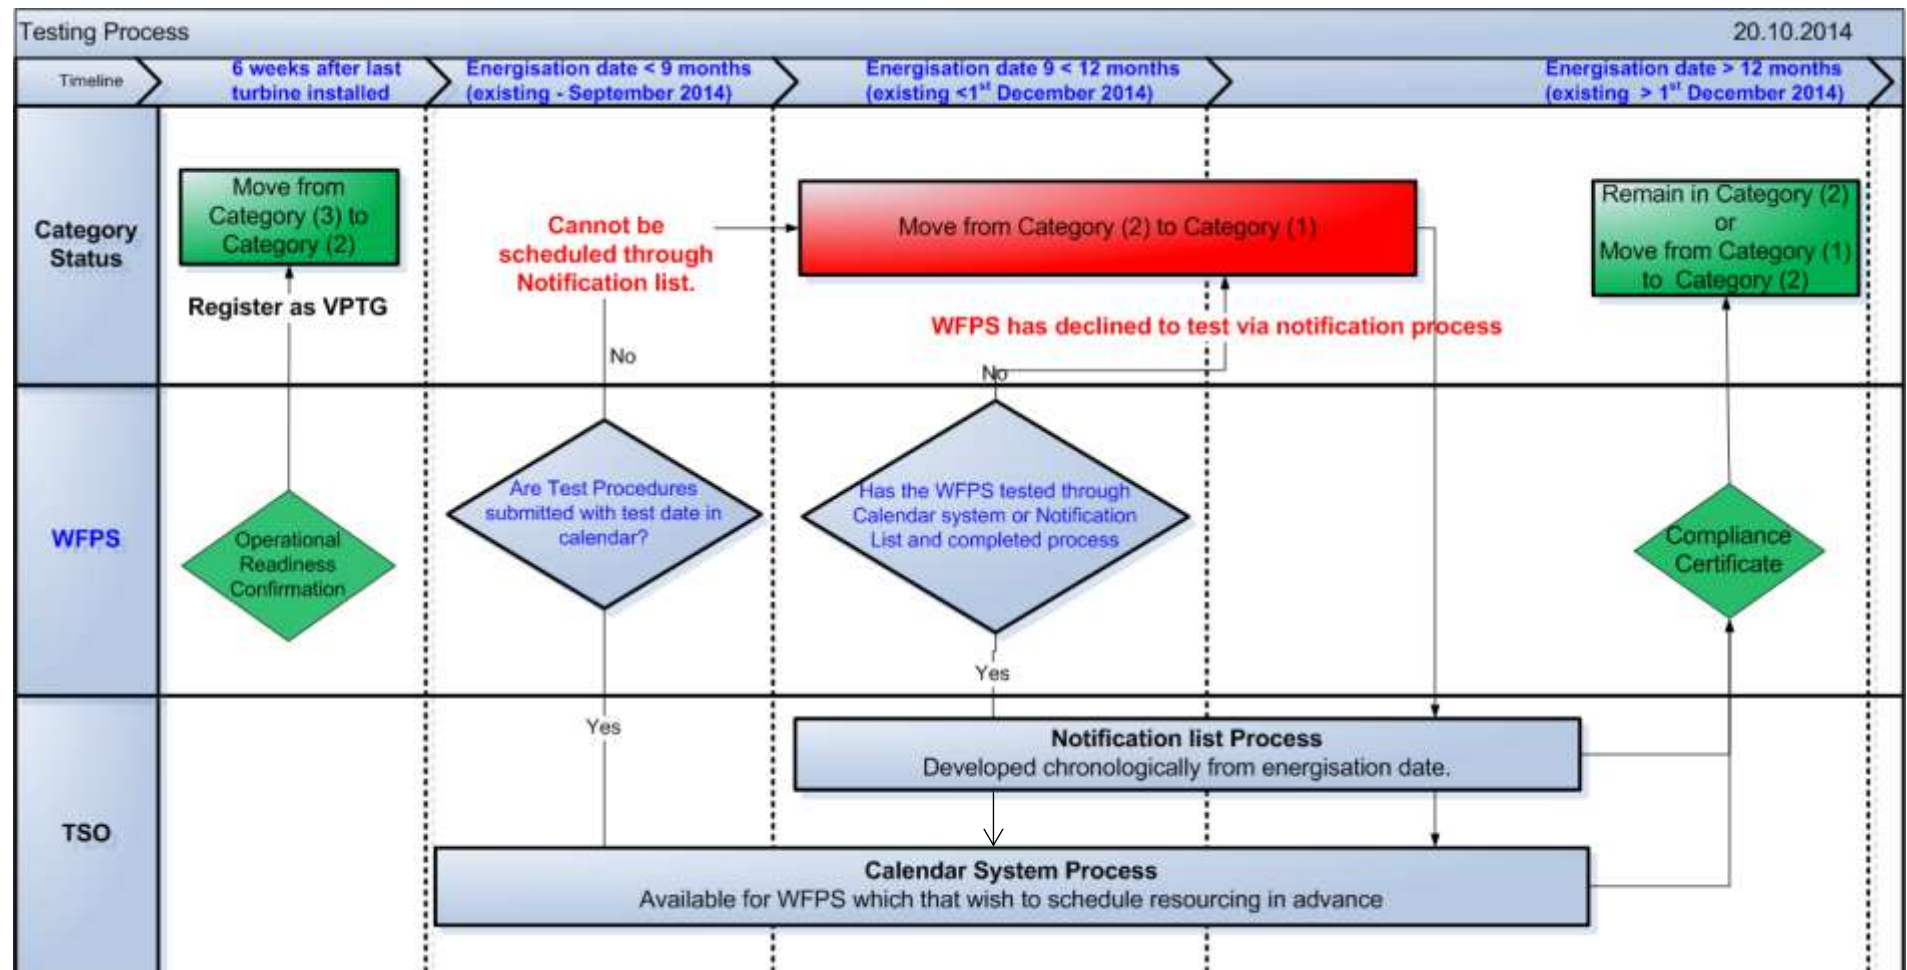 Testing Process
20.10.2014
Timeline
6 weeks after last
turbine installed
Energisation date < 9 months
(existing - September 2014)
Energisation date 9 < 12 months
(existing <1st December 2014)
Energisation date > 12 months
(existing > 1st December 2014)
Category
Status
Move from
Category (3) to
Category (2)
Register as VPTG
Cannot be
scheduled through
Notification list.
No
Move from Category (2) to Category (1)
WFPS has declined to test via notification process
No
Remain in Category (2)
or
Move from Category (1)
to Category (2)
WFPS
Operational
Readiness
Confirmation
Are Test Procedures
submitted with test date in
calendar?
Has the WFPS tested through
Calendar system or Notification
List and completed process
Compliance
Certificate
Yes
Yes
TSO
Notification list Process
Developed chronologically from energisation date.
Calendar System Process
Available for WFPS which that wish to schedule resourcing in advance